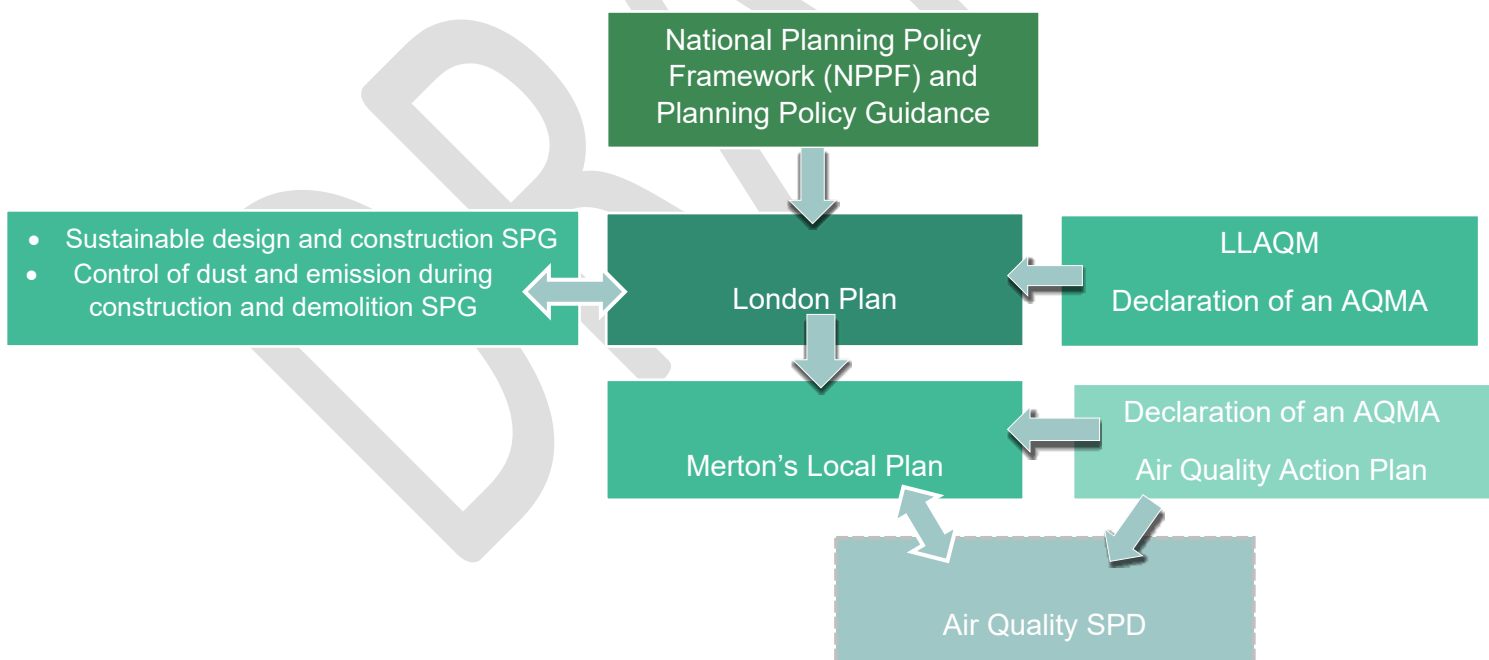 National Planning Policy
Framework (NPPF) and
Planning Policy Guidance
• Sustainable design and construction SPG
• Control of dust and emission during
construction and demolition SPG
London Plan
LLAQM
Declaration of an AQMA
Merton’s Local Plan
Declaration of an AQMA
Air Quality Action Plan
Air Quality SPD